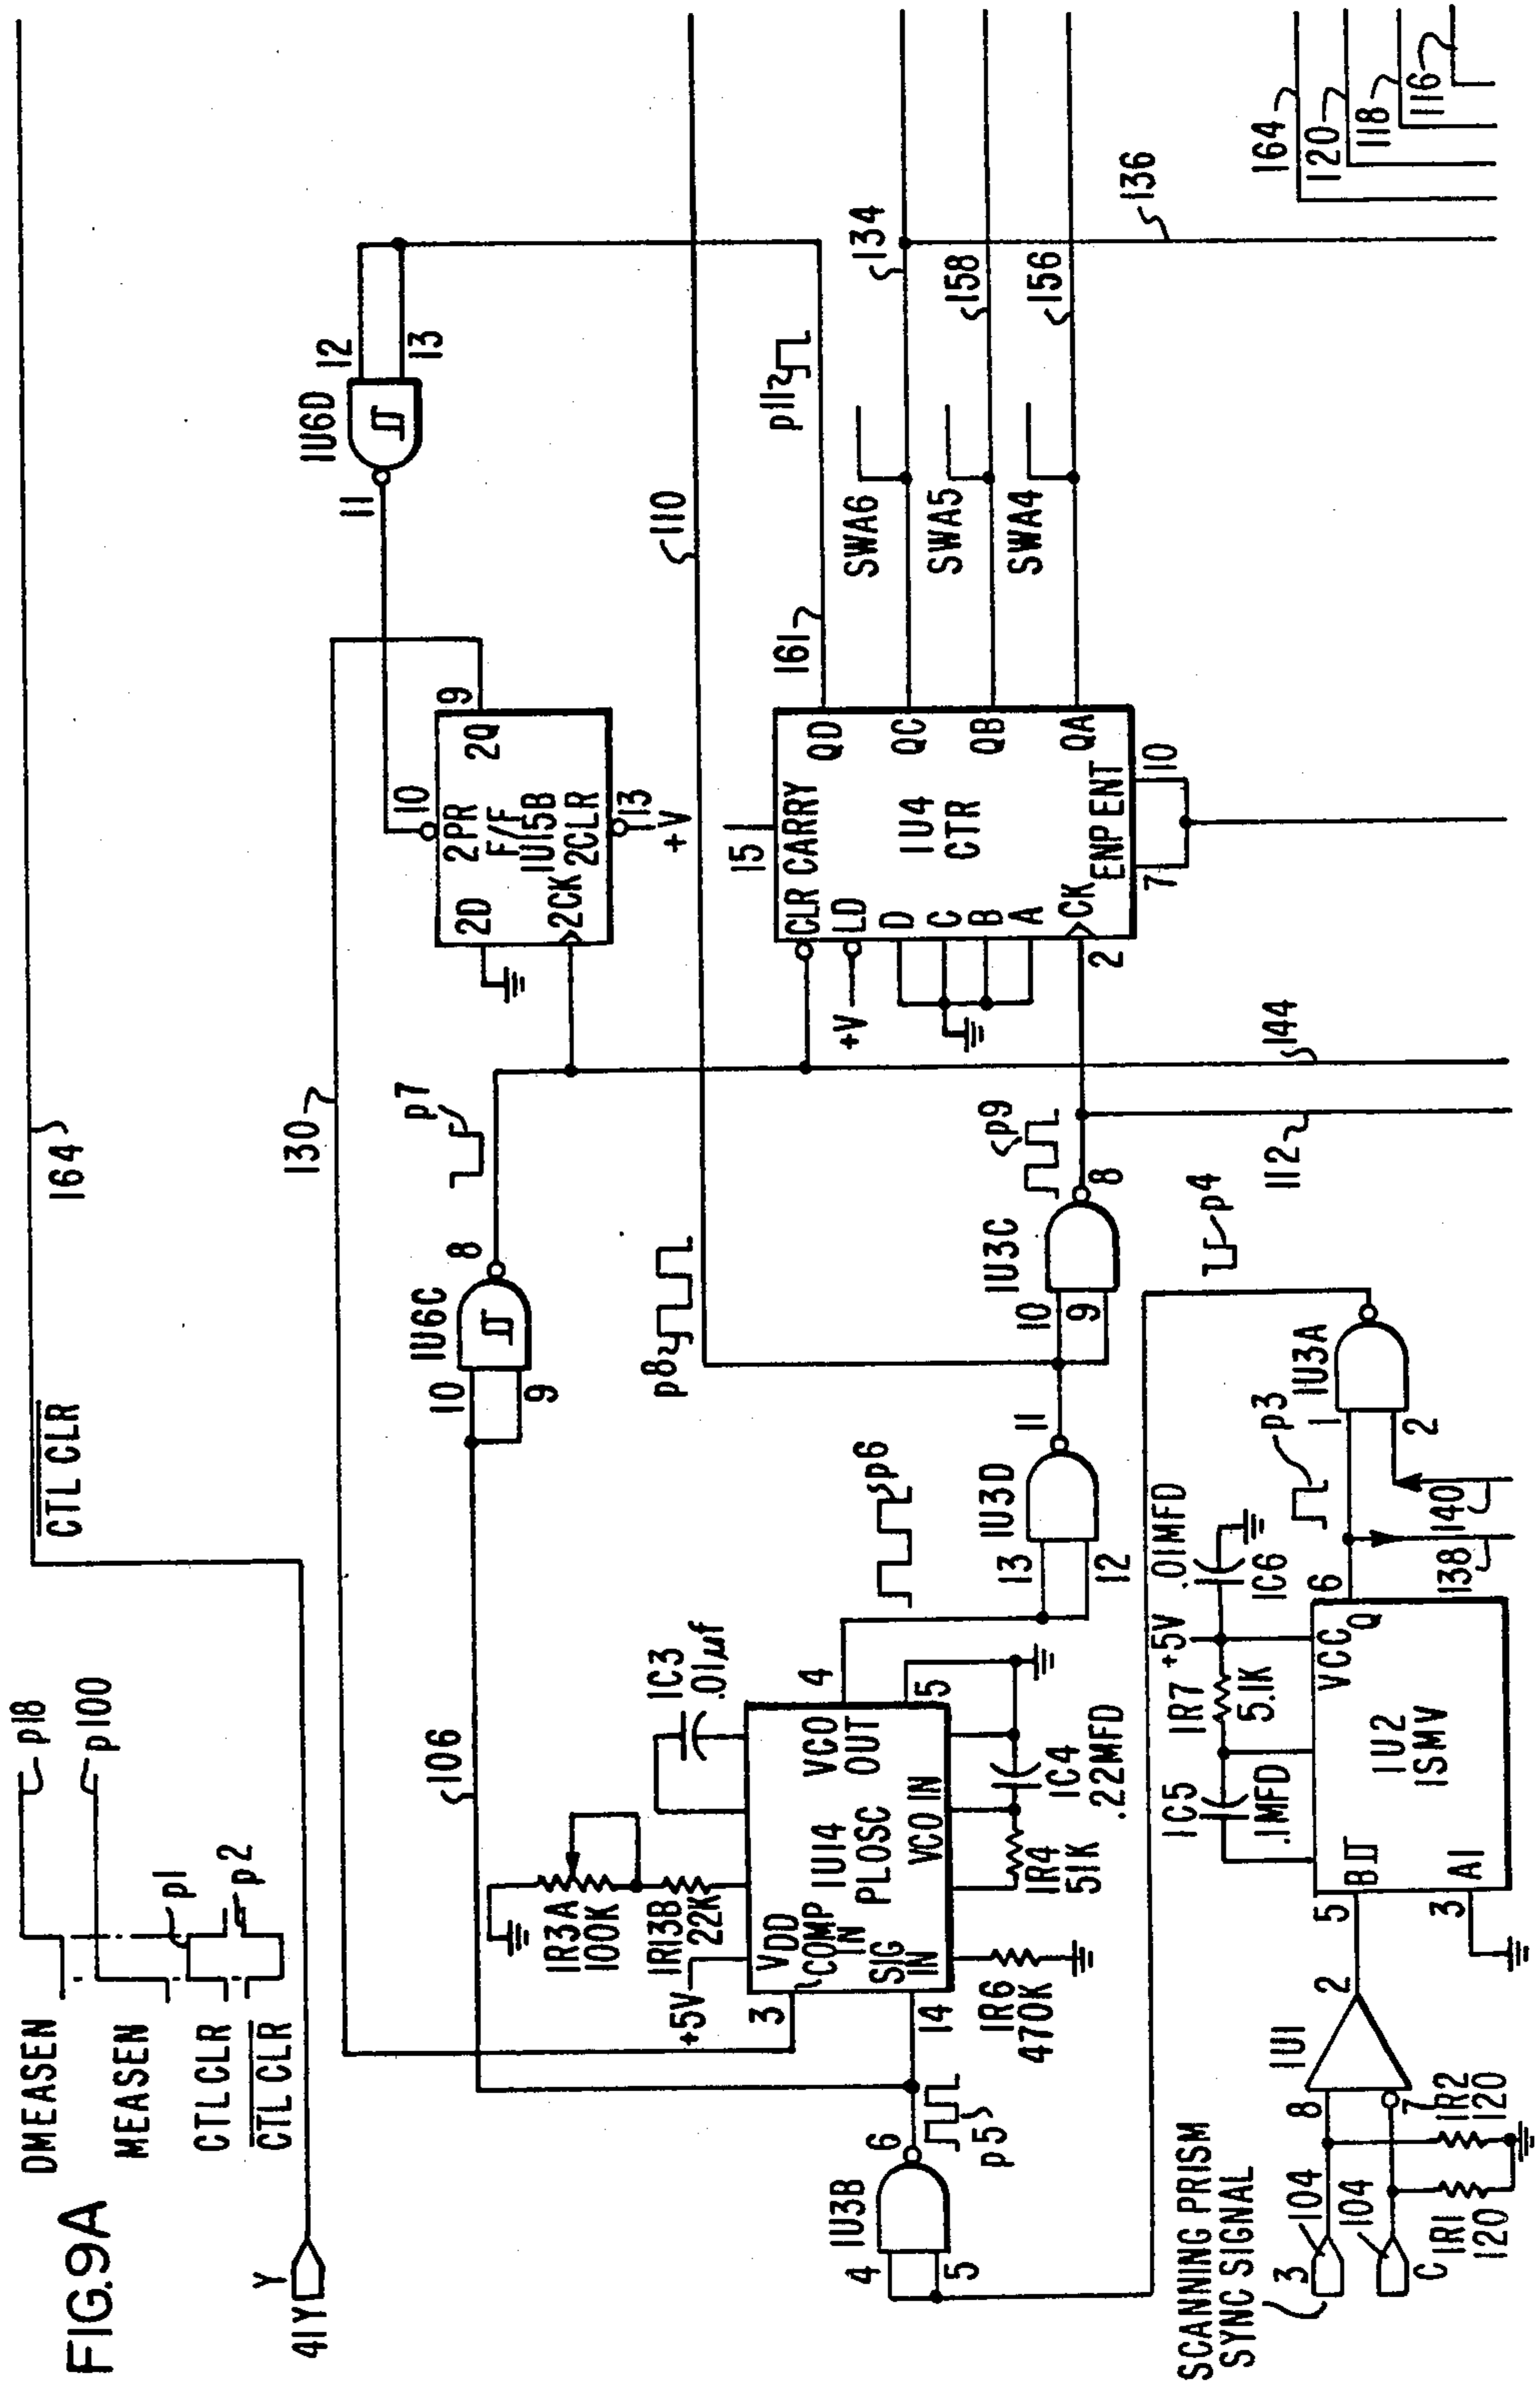 FIG.9A
DMEASEN
p18
MEASEN
p100
CTLCLR
p1
CTL CLR
p2
Y
41Y
CTL CLR
164
130
106
1U6C
10
9
8
p7
2D
2PR
10
F/F
1U15B
2CK
2CLR
13
+V
2Q
9
1U6D
11
12
13
110
p8
1R3A
100K
1R13B
22K
+5V
1C3
.01µf
3
VDD
COMP
IN
SIG
IN
14
1U14
PLOSC
VCO
OUT
VCO IN
4
5
p6
1R6
470K
1R4
51K
1C4
.22MFD
1U3B
4
5
6
p5
1U3D
13
12
11
1U3C
10
9
8
p9
112
144
+V
CLR
LD
D
C
B
A
CK
2
15
CARRY
1U4
CTR
ENP ENT
7
10
QD
QC
QB
QA
161
p11
SWA6
SWA5
SWA4
134
158
156
136
SCANNING PRISM
SYNC SIGNAL
3
104
104
C
1R1
120
1R2
120
8
7
1U1
2
5
3
B
A1
1U2
1SMV
VCC
Q
6
1C5
.1MFD
1R7
5.1K
+5V
.01MFD
1C6
p3
138
140
1
2
1U3A
p4
164
120
118
116